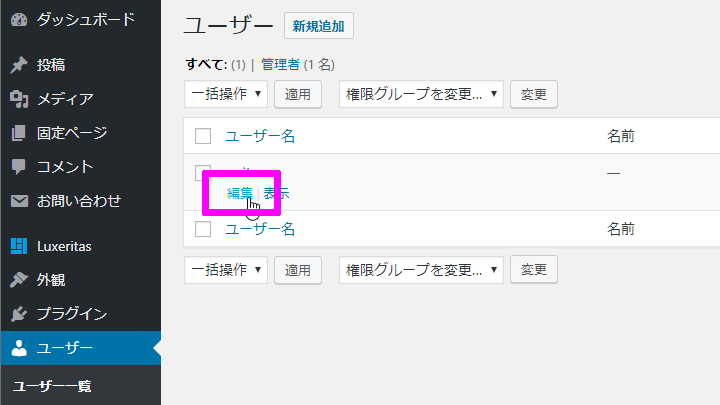 ダッシュボード
投稿
メディア
固定ページ
コメント
お問い合わせ
Luxeritas
外観
プラグイン
ユーザー
ユーザー一覧
ユーザー 新規追加
すべて: (1) | 管理者 (1 名)
一括操作 適用 権限グループを変更... 変更
ユーザー名 名前
—
編集 | 表示
ユーザー名 名前
一括操作 適用 権限グループを変更... 変更